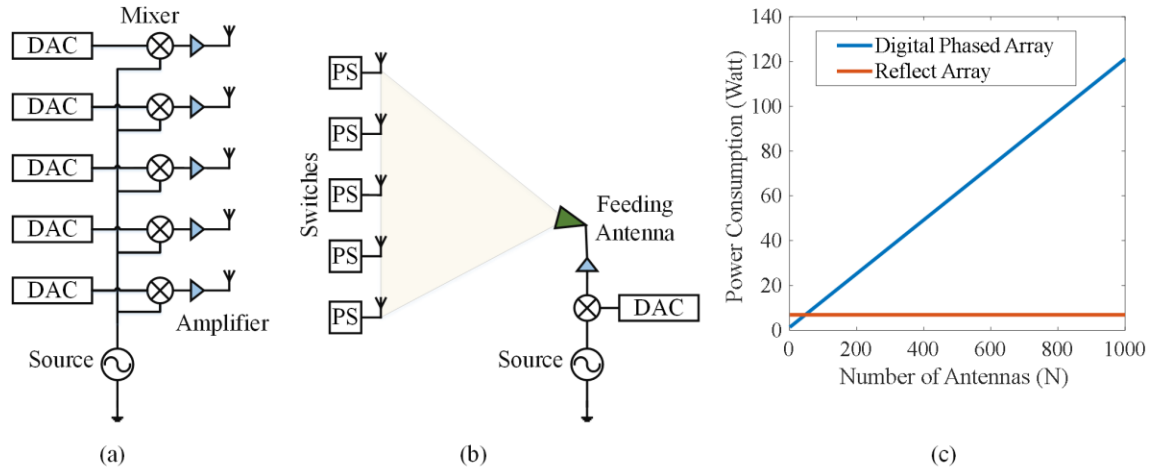 Mixer
DAC
DAC
DAC
DAC
DAC
Amplifier
Source
(a)
Switches
PS
PS
PS
PS
PS
Feeding
Antenna
DAC
Source
(b)
Digital Phased Array
Reflect Array
Power Consumption (Watt)
140
120
100
80
60
40
20
0
0 200 400 600 800 1000
Number of Antennas (N)
(c)